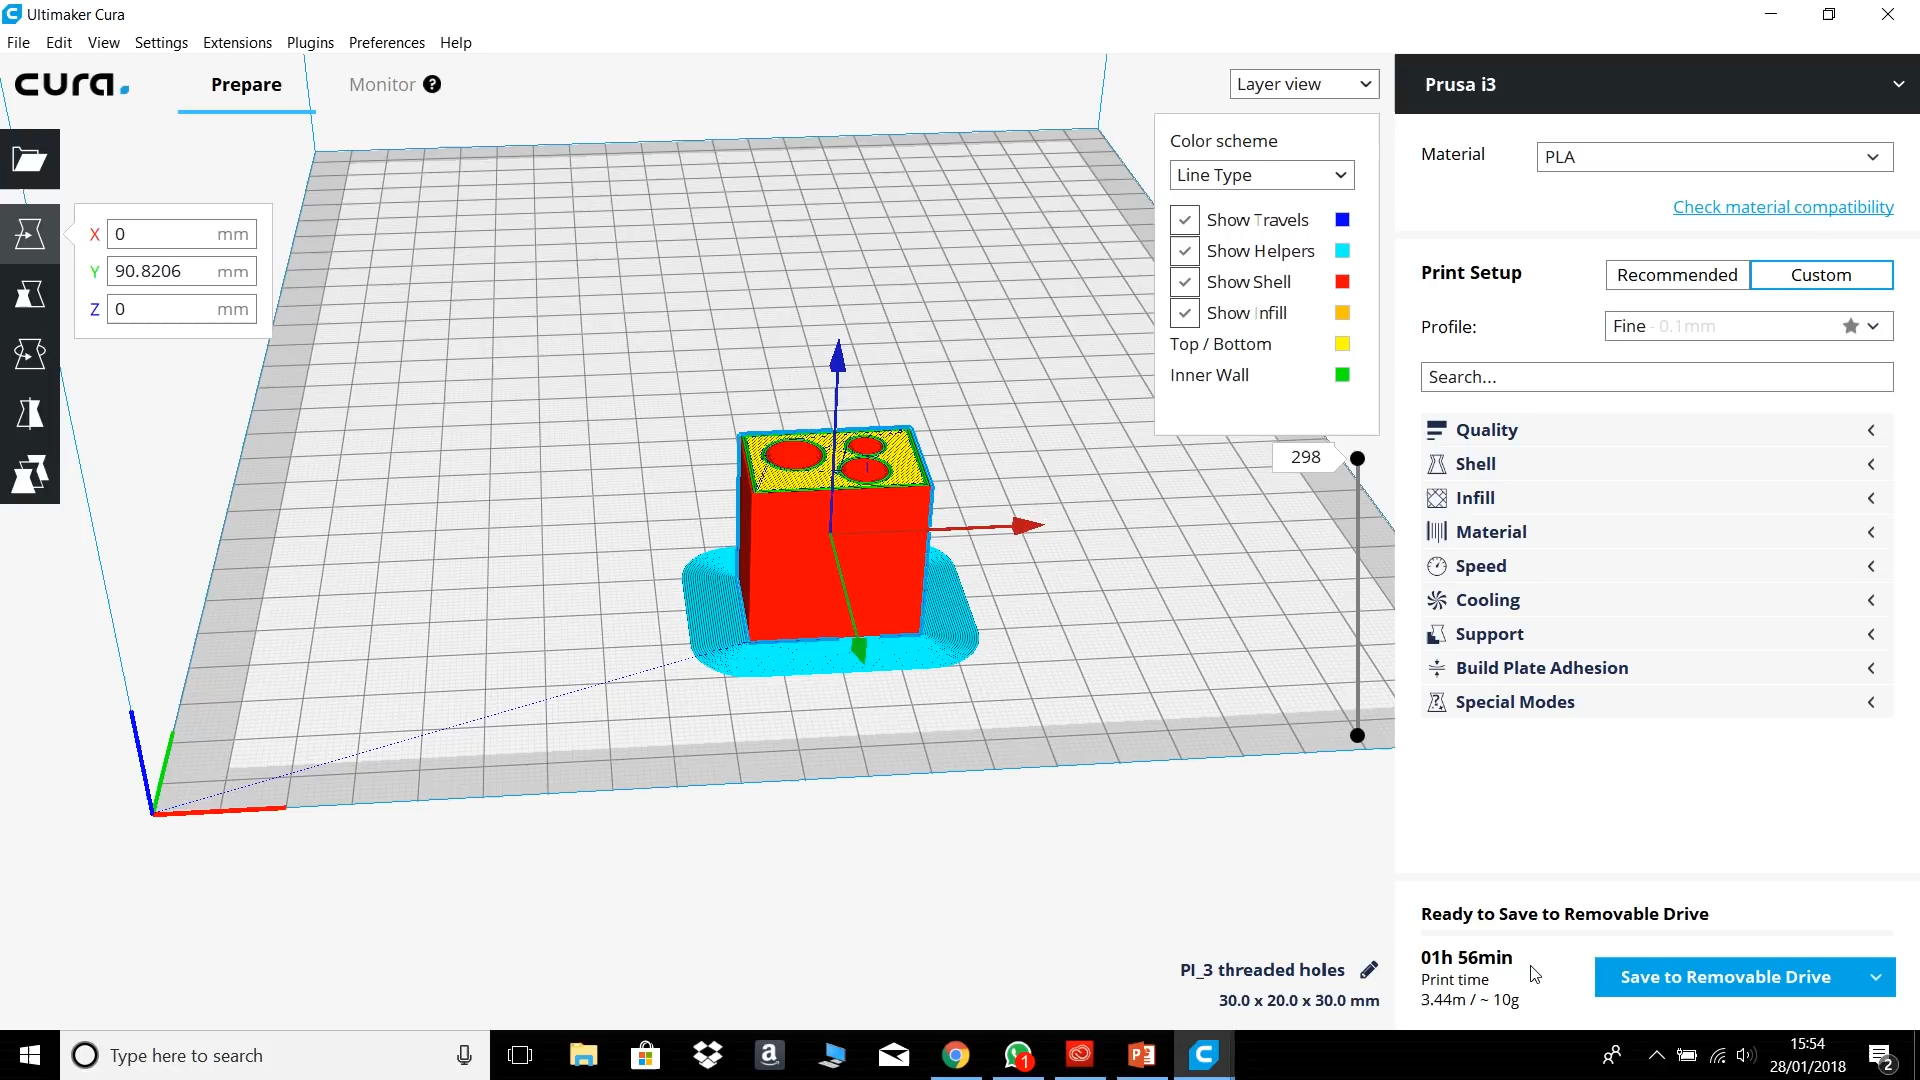 Ultimaker Cura
File Edit View Settings Extensions Plugins Preferences Help
cura.
Prepare
Monitor ?
Layer view
Prusa i3
Color scheme
Line Type
Show Travels
Show Helpers
Show Shell
Show Infill
Top / Bottom
Inner Wall
X 0 mm
Y 90.8206 mm
Z 0 mm
298
Material PLA
Check material compatibility
Print Setup Recommended Custom
Profile: Fine - 0.1mm
Search...
Quality
Shell
Infill
Material
Speed
Cooling
Support
Build Plate Adhesion
Special Modes
PI_3 threaded holes
30.0 x 20.0 x 30.0 mm
Ready to Save to Removable Drive
01h 56min
Print time
3.44m / ~ 10g
Save to Removable Drive
Type here to search
a
1
P
C
15:54
28/01/2018
2